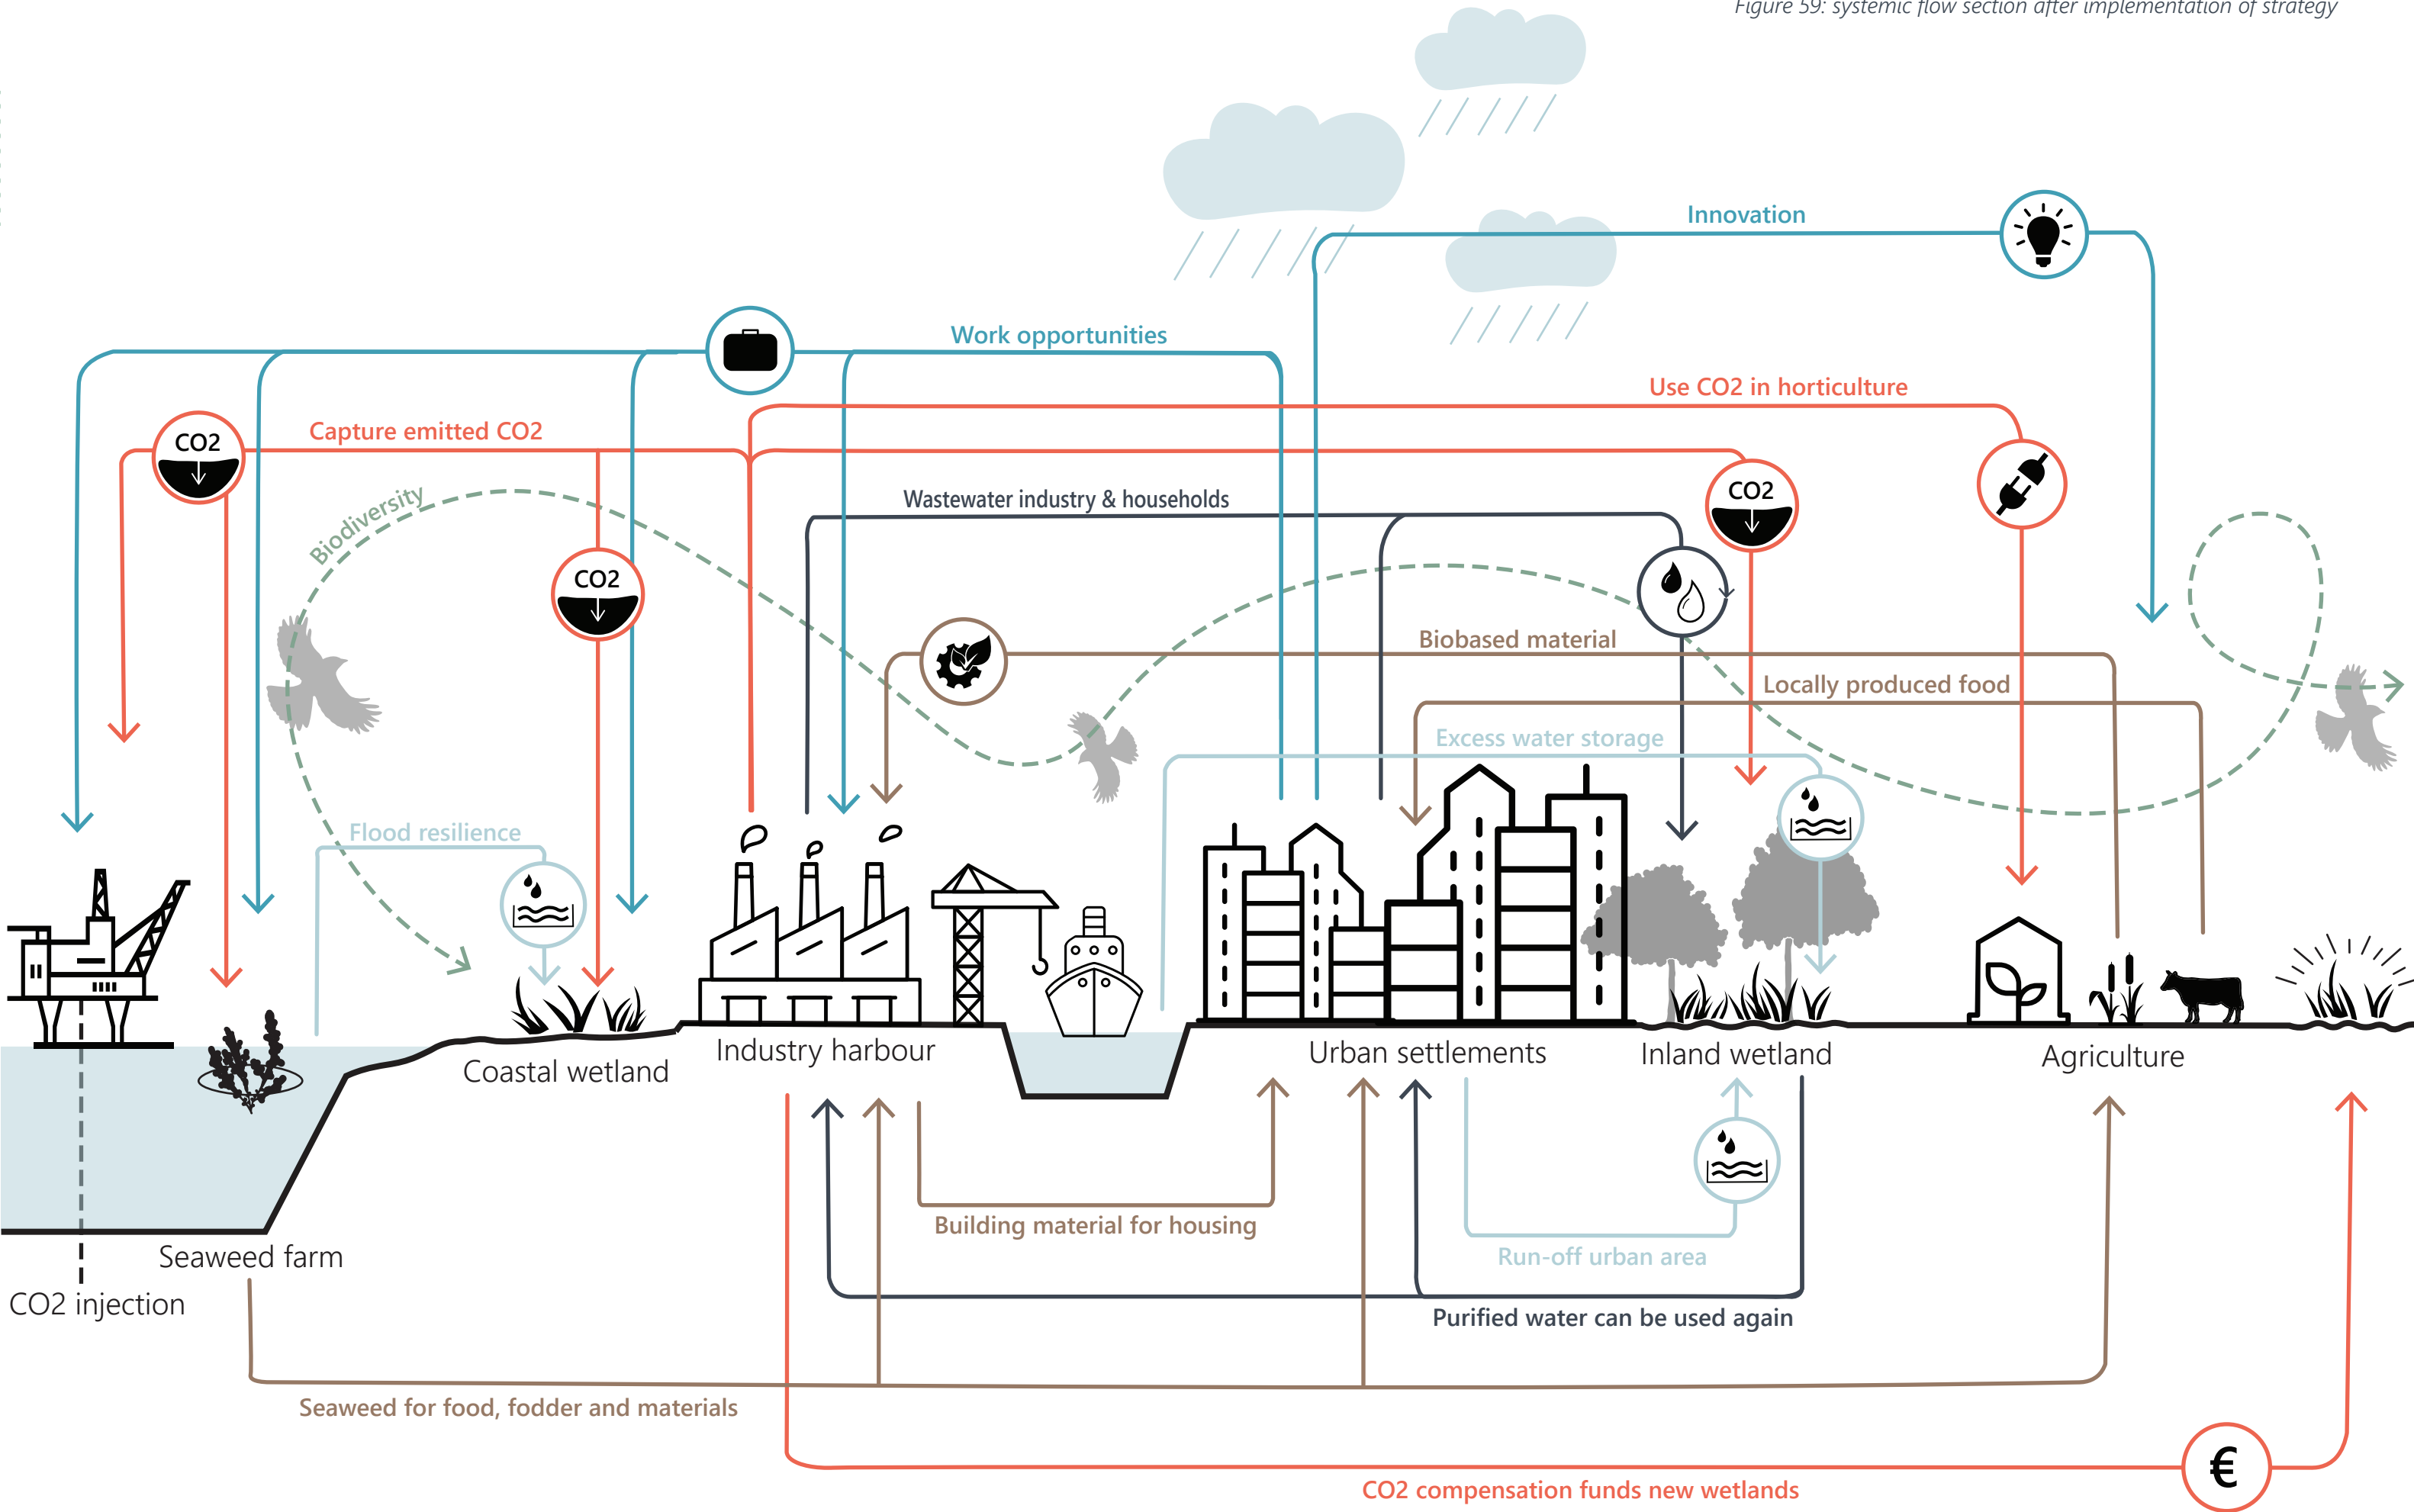 Figure 59: systemic flow section after implementation of strategy
Innovation
Work opportunities
Use CO2 in horticulture
Capture emitted CO2
CO2
CO2
Wastewater industry & households
Biodiversity
CO2
Biobased material
Locally produced food
Excess water storage
Flood resilience
Coastal wetland
Industry harbour
Urban settlements
Inland wetland
Agriculture
Building material for housing
Run-off urban area
Seaweed farm
CO2 injection
Purified water can be used again
Seaweed for food, fodder and materials
€
CO2 compensation funds new wetlands